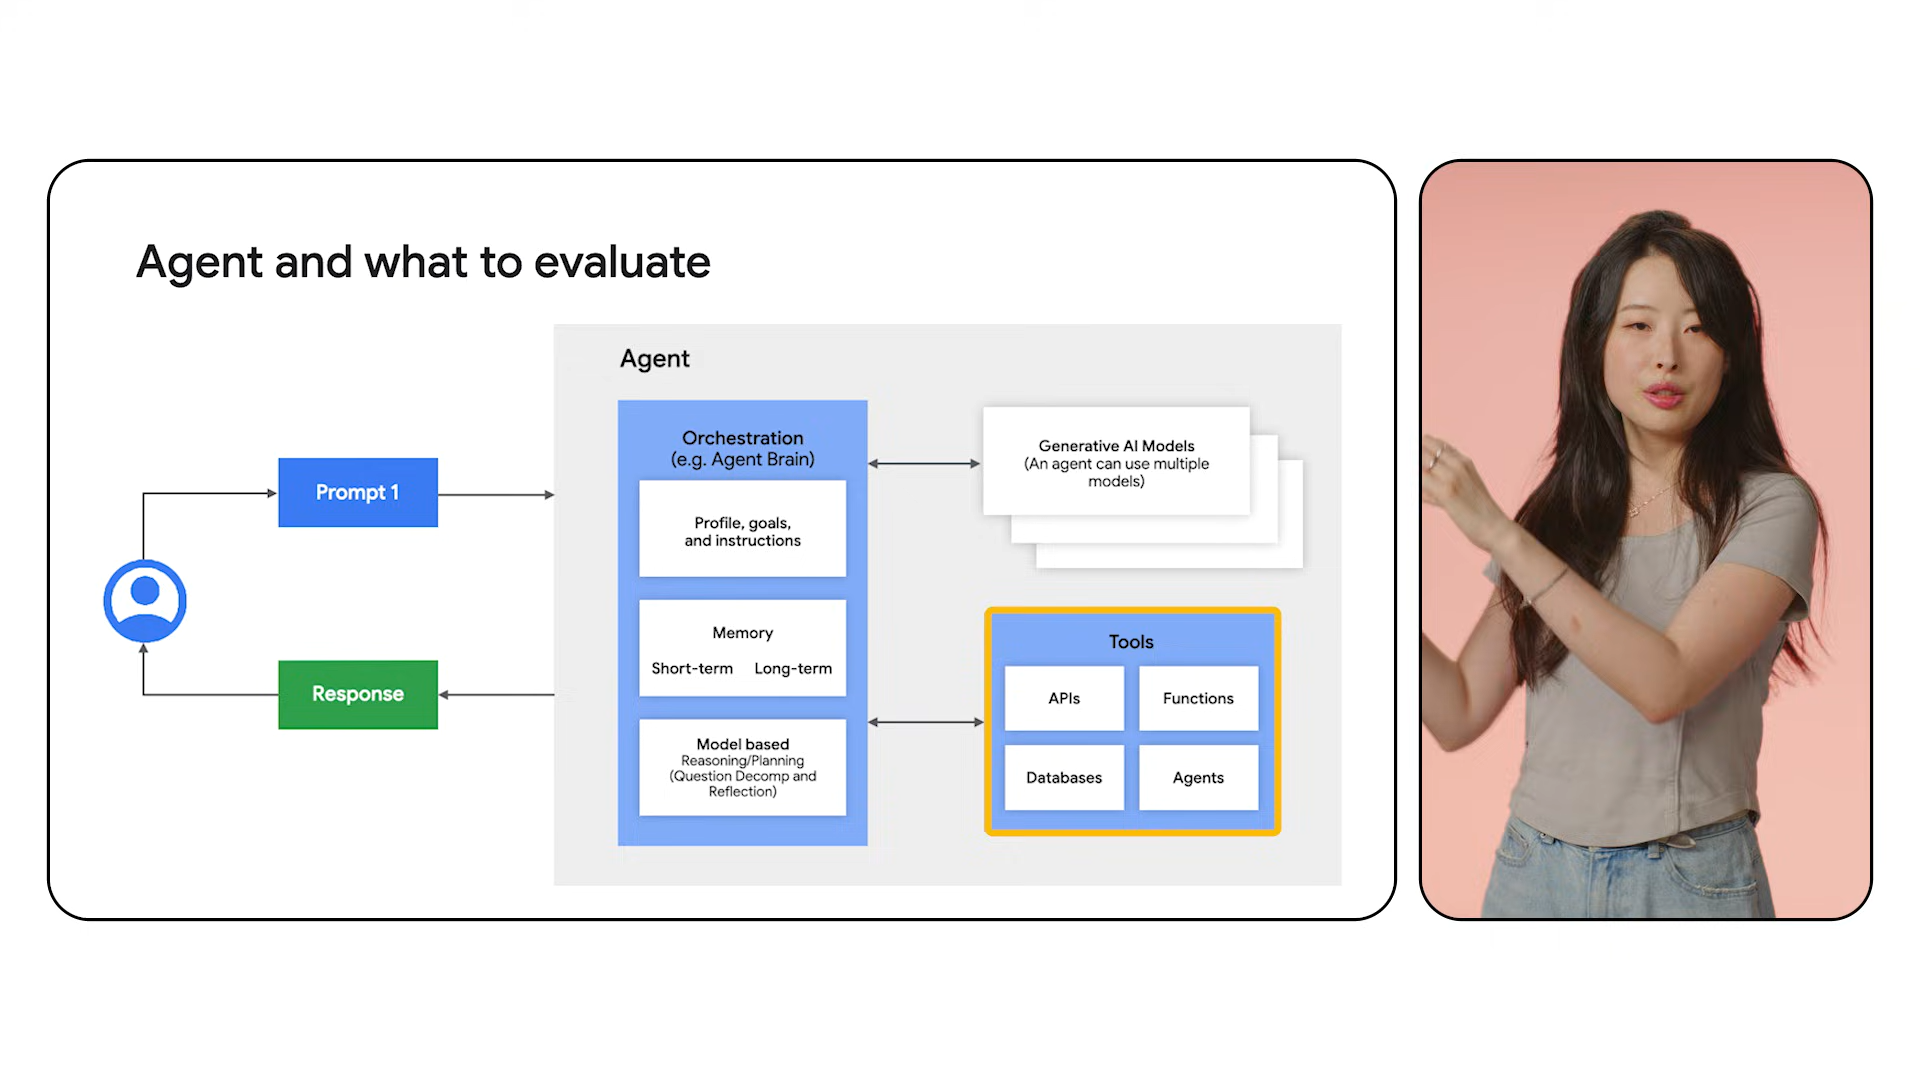 Agent and what to evaluate
Agent
Orchestration
(e.g. Agent Brain)
Profile, goals,
and instructions
Memory
Short-term Long-term
Model based
Reasoning/Planning
(Question Decomp and
Reflection)
Generative AI Models
(An agent can use multiple
models)
Tools
APIs
Functions
Databases
Agents
Prompt 1
Response